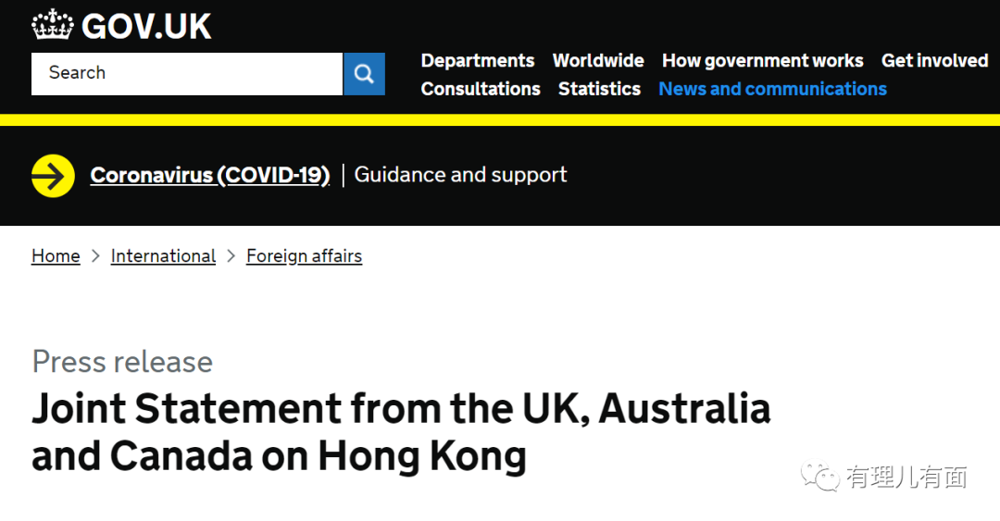 GOV.UK
Search
Departments Worldwide How government works Get involved
Consultations Statistics News and communications
Coronavirus (COVID-19) | Guidance and support
Home > International > Foreign affairs
Press release
Joint Statement from the UK, Australia
and Canada on Hong Kong
有理儿有面